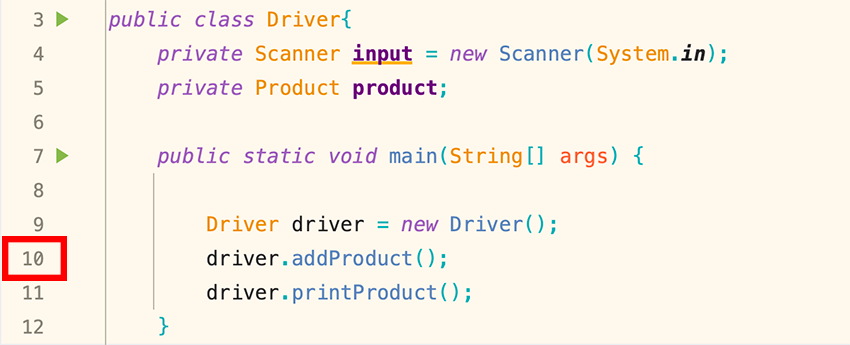 3 public class Driver{
4 private Scanner input = new Scanner(System.in);
5 private Product product;
6
7 public static void main(String[] args) {
8
9 Driver driver = new Driver();
10 driver.addProduct();
11 driver.printProduct();
12 }